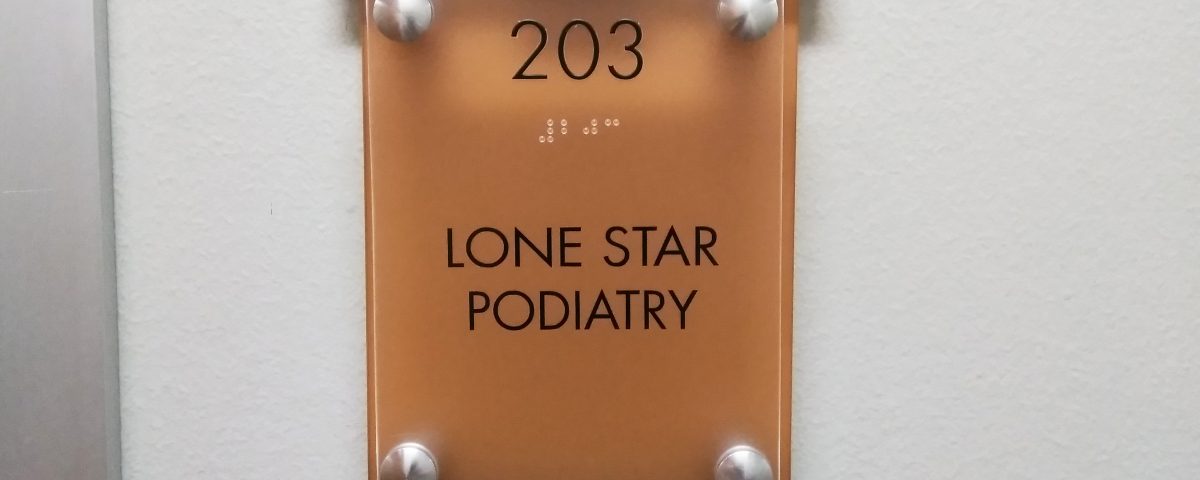 203
⠼⠃⠚⠉
LONE STAR
PODIATRY